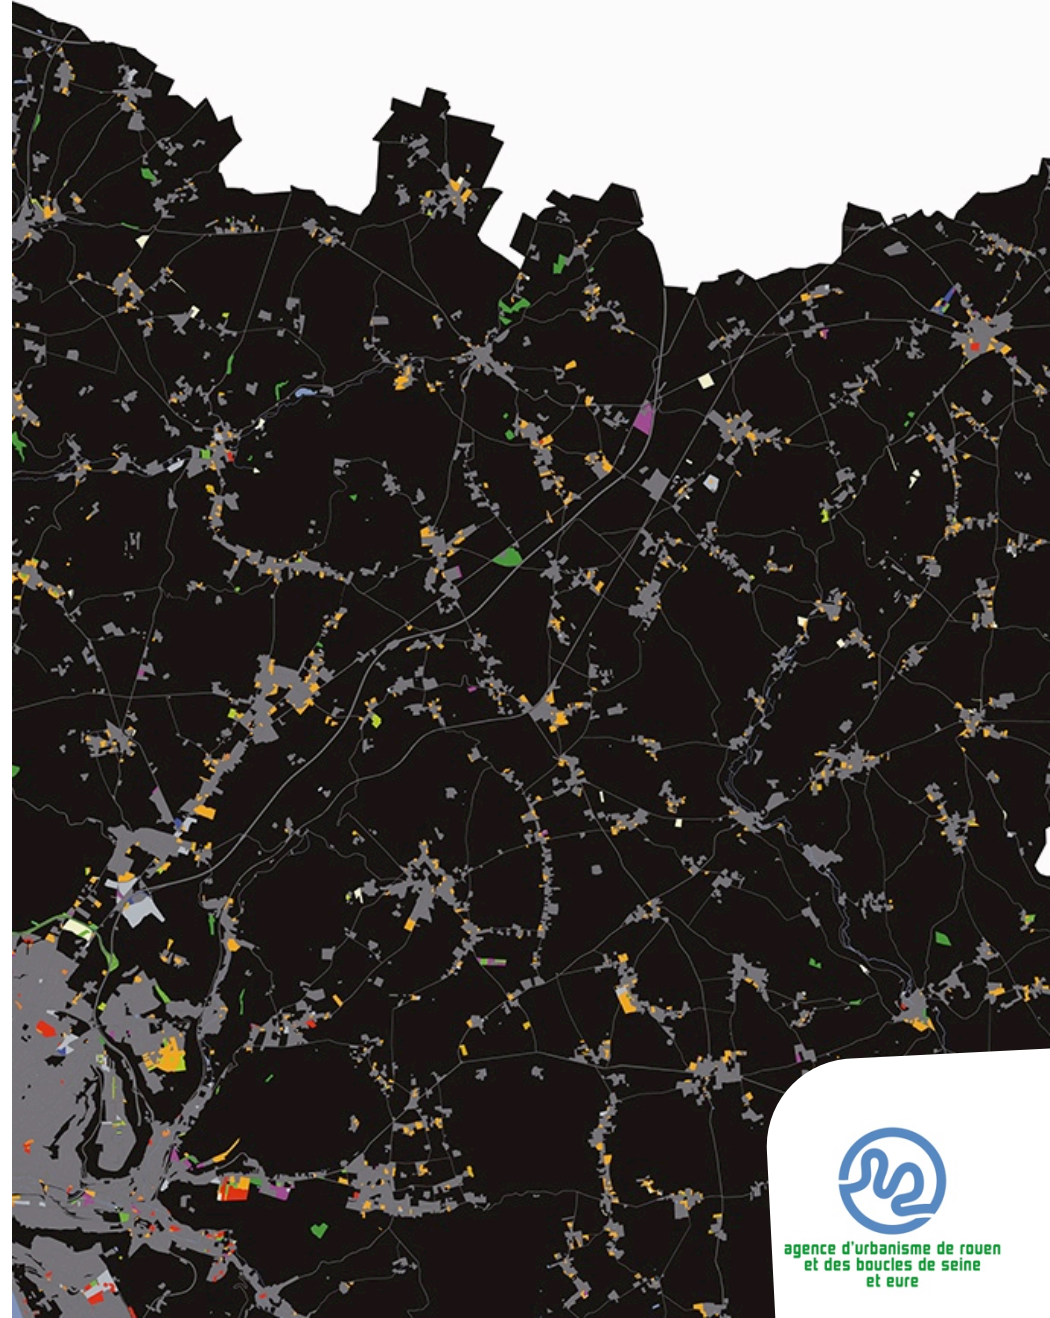 agence d'urbanisme de rouen
et des boucles de seine
et eure